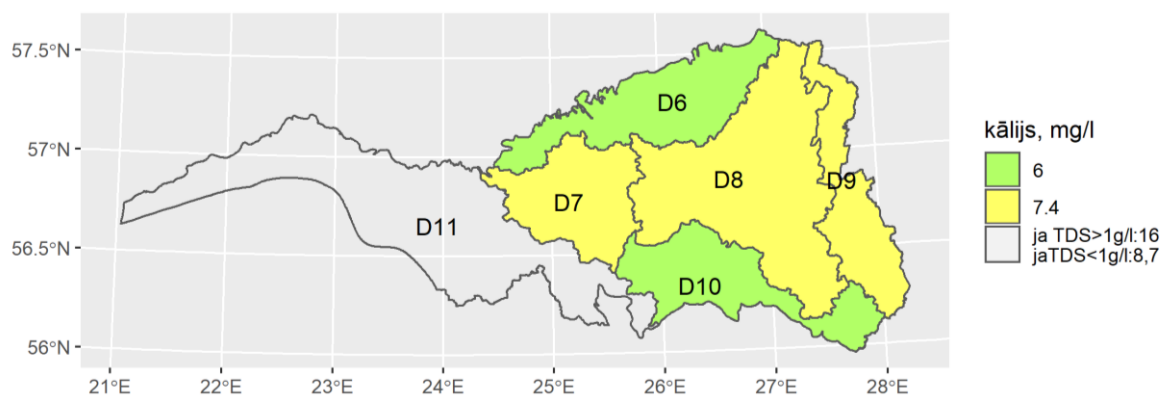 57.5°N
57°N
56.5°N
56°N
21°E 22°E 23°E 24°E 25°E 26°E 27°E 28°E
D6
D7
D8
D9
D11
D10
kālijs, mg/l
6
7.4
ja TDS>1g/l:16
jaTDS<1g/l:8,7